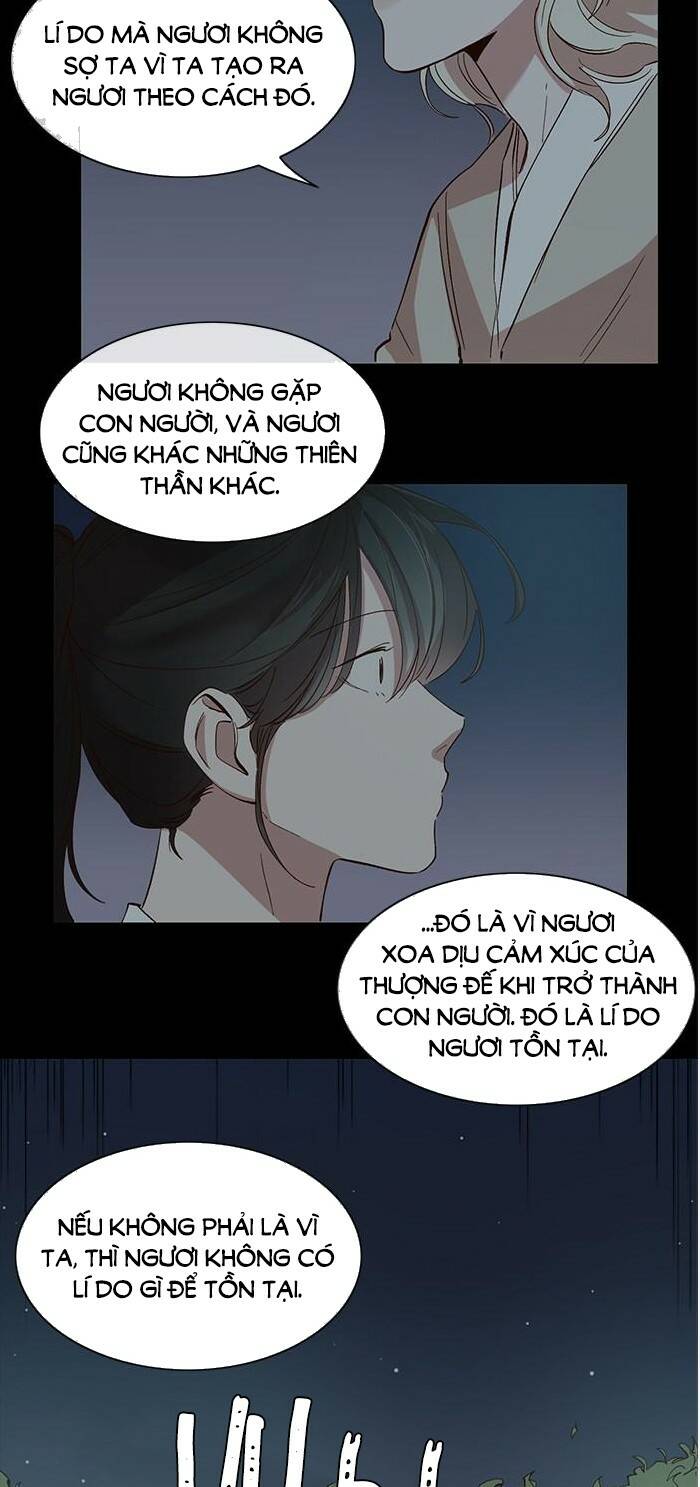 LÍ DO MÀ NGƯƠI KHÔNG
SỢ TA VÌ TA TẠO RA
NGƯƠI THEO CÁCH ĐÓ.
NGƯƠI KHÔNG GẶP
CON NGƯỜI, VÀ NGƯƠI
CŨNG KHÁC NHỮNG THIÊN
THẦN KHÁC.
...ĐÓ LÀ VÌ NGƯƠI
XOA DỊU CẢM XÚC CỦA
THƯỢNG ĐẾ KHI TRỞ THÀNH
CON NGƯỜI. ĐÓ LÀ LÍ DO
NGƯƠI TỒN TẠI.
NẾU KHÔNG PHẢI LÀ VÌ
TA, THÌ NGƯƠI KHÔNG CÓ
LÍ DO GÌ ĐỂ TỒN TẠI.